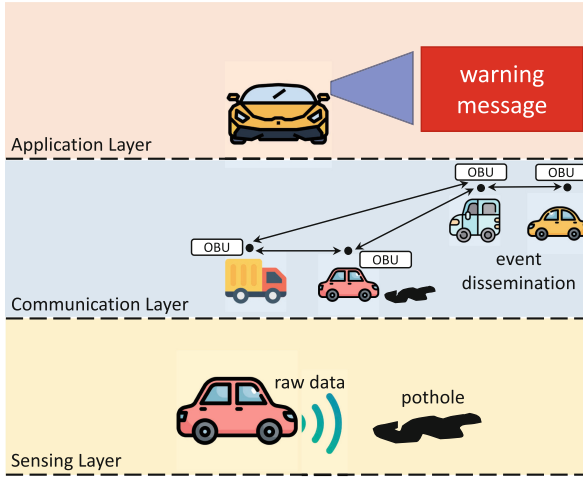 warning
message
Application Layer
OBU
OBU
OBU
OBU
event
dissemination
Communication Layer
raw data
pothole
Sensing Layer